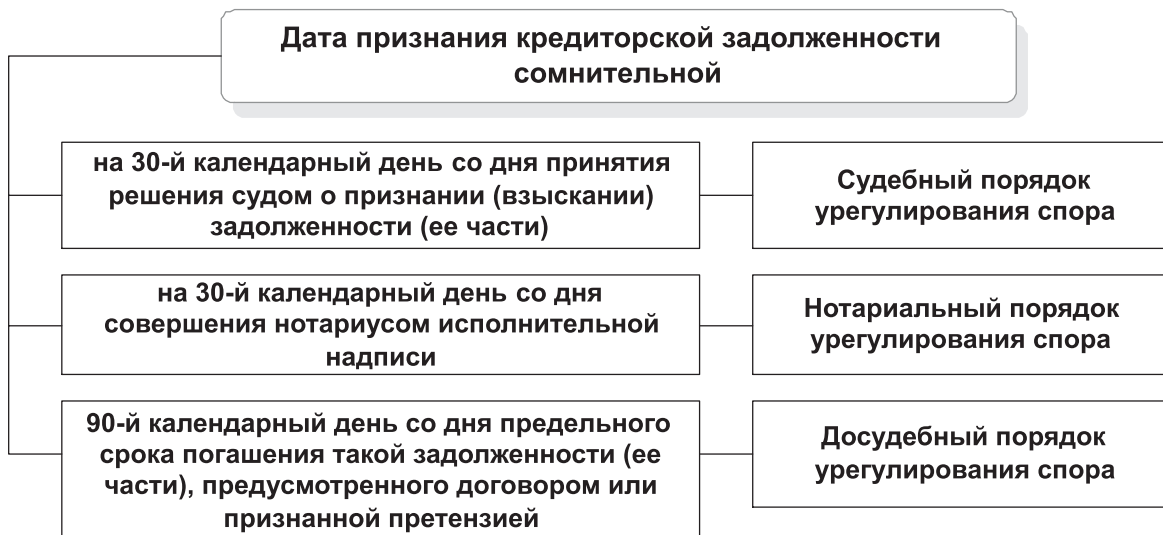 Дата признания кредиторской задолженности
сомнительной
на 30-й календарный день со дня принятия
решения судом о признании (взыскании)
задолженности (ее части)
Судебный порядок
урегулирования спора
на 30-й календарный день со дня
совершения нотариусом исполнительной
надписи
Нотариальный порядок
урегулирования спора
90-й календарный день со дня предельного
срока погашения такой задолженности (ее
части), предусмотренного договором или
признанной претензией
Досудебный порядок
урегулирования спора